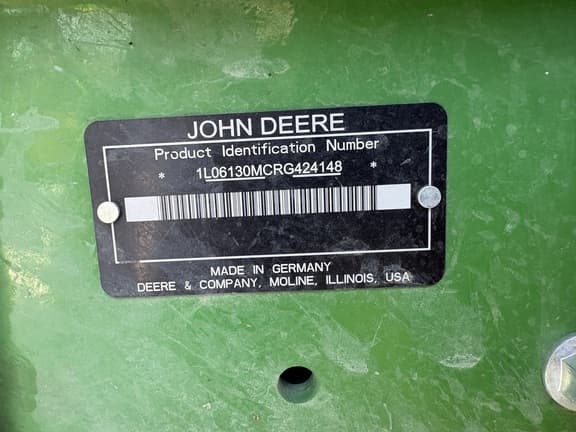 JOHN DEERE
Product Identification Number
* 1L06130MCRG424148 *
MADE IN GERMANY
DEERE & COMPANY, MOLINE, ILLINOIS, USA